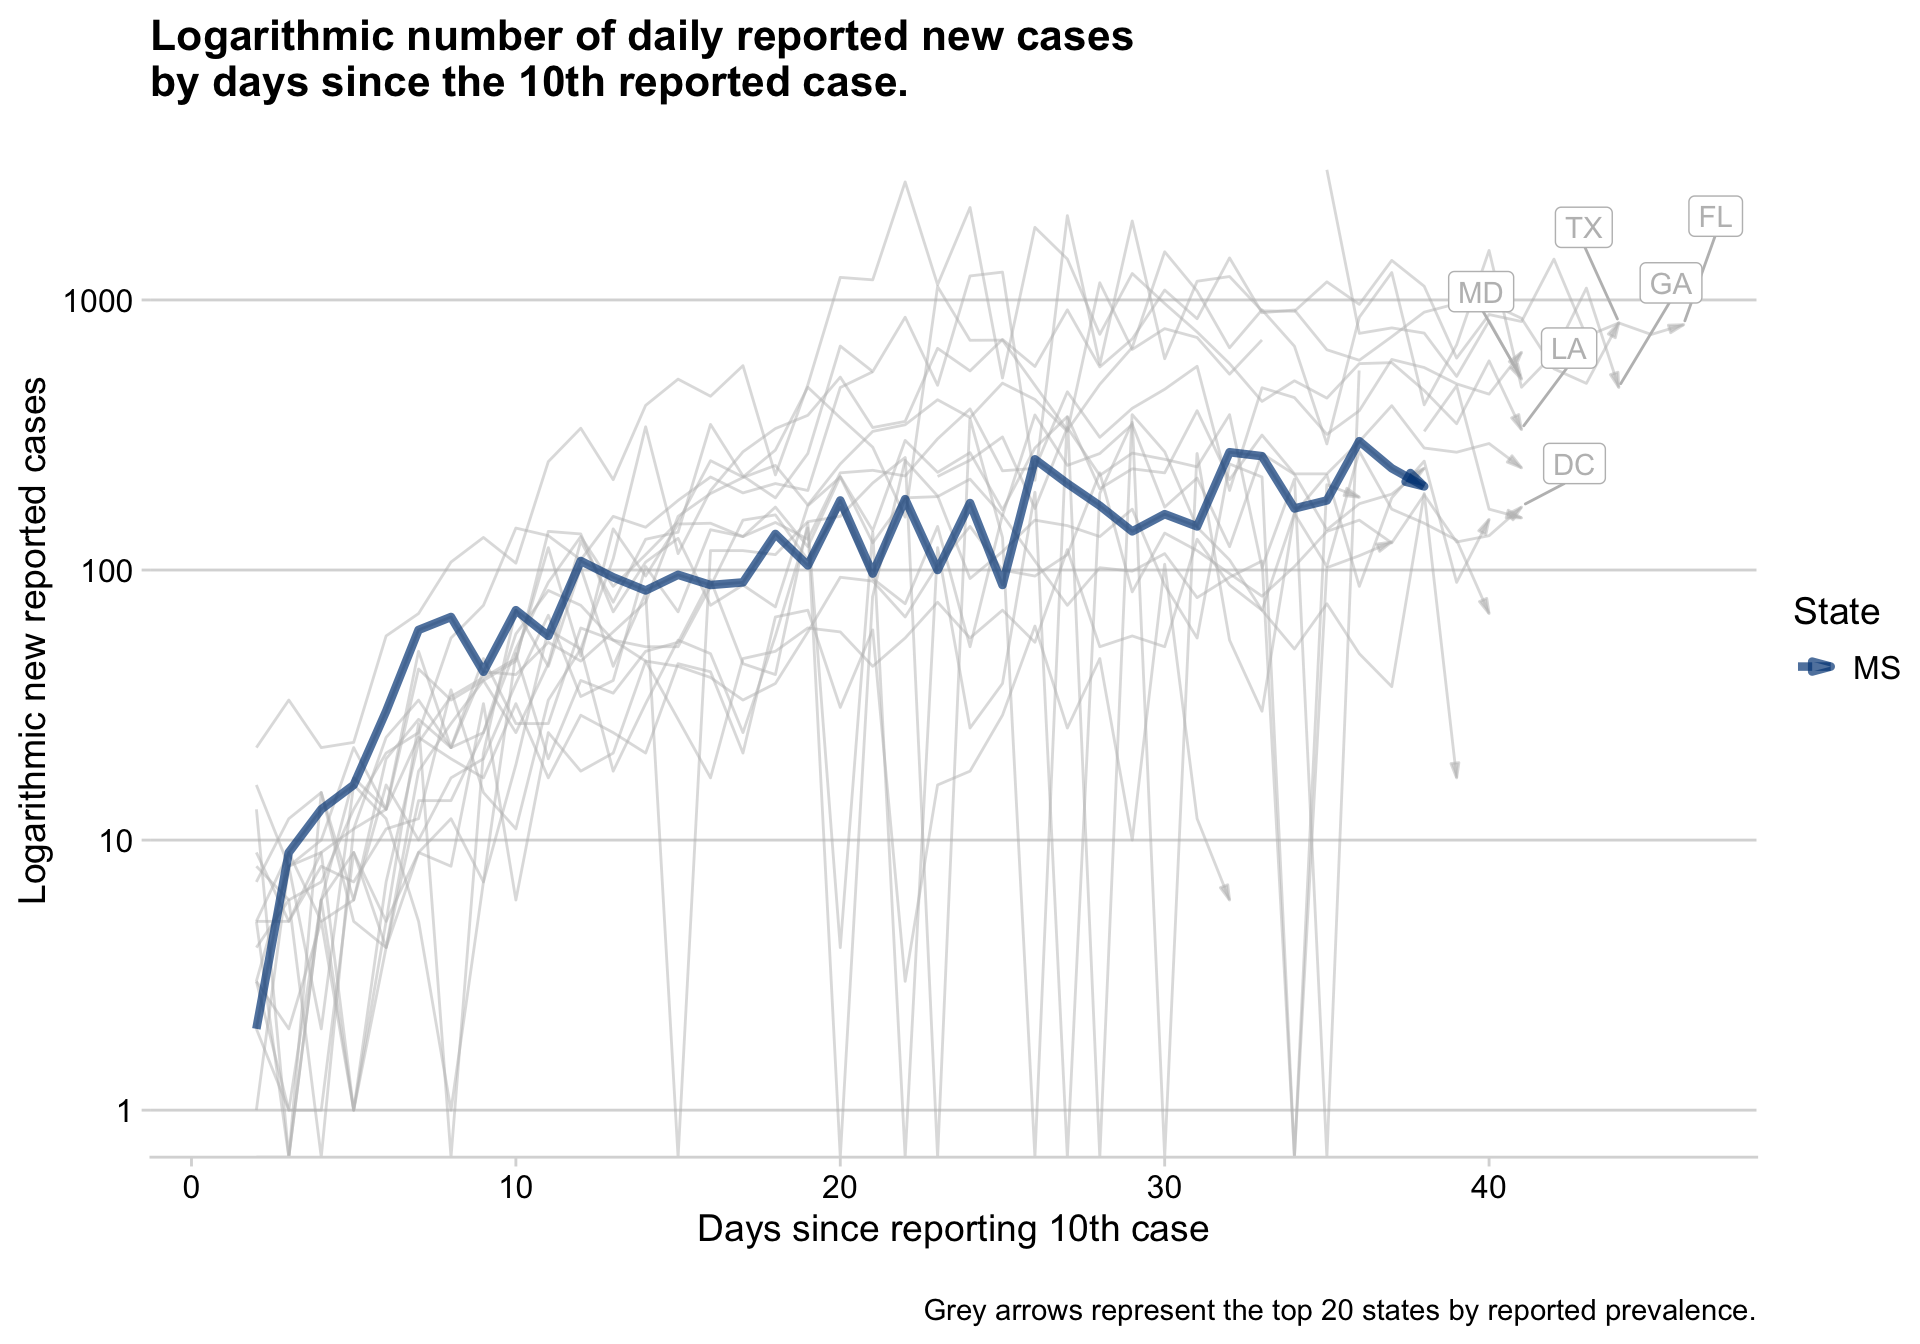 Logarithmic number of daily reported new cases
by days since the 10th reported case.
FL
TX
GA
MD
LA
DC
1000
100
10
1
Logarithmic new reported cases
State
MS
0 10 20 30 40
Days since reporting 10th case
Grey arrows represent the top 20 states by reported prevalence.